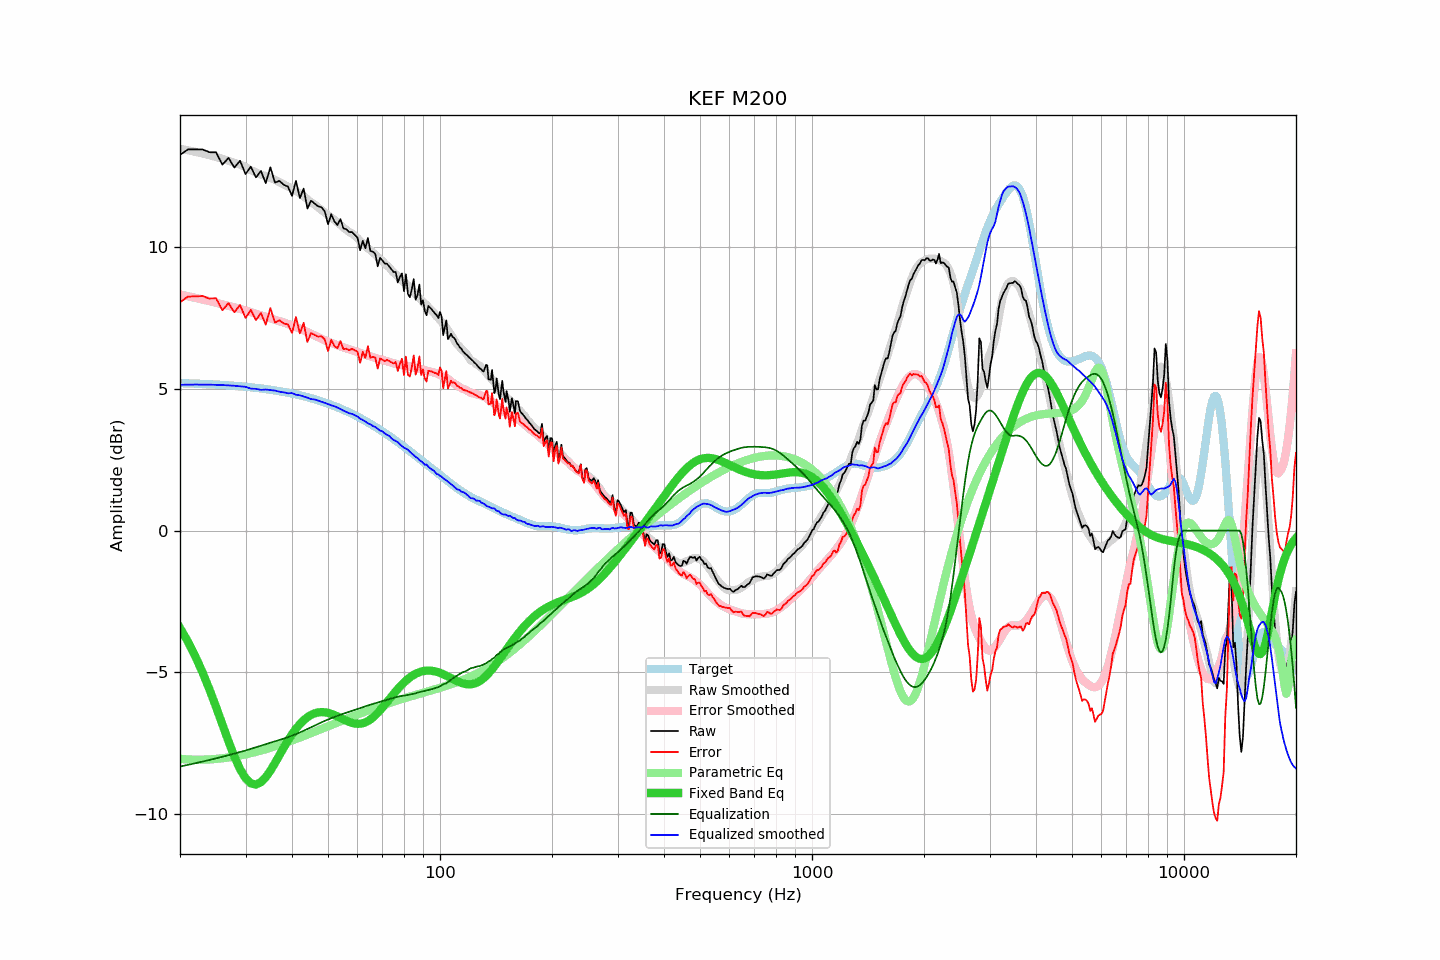 KEF M200
Amplitude (dBr)
10
5
0
−5
−10
Target
Raw Smoothed
Error Smoothed
Raw
Error
Parametric Eq
Fixed Band Eq
Equalization
Equalized smoothed
100
1000
10000
Frequency (Hz)